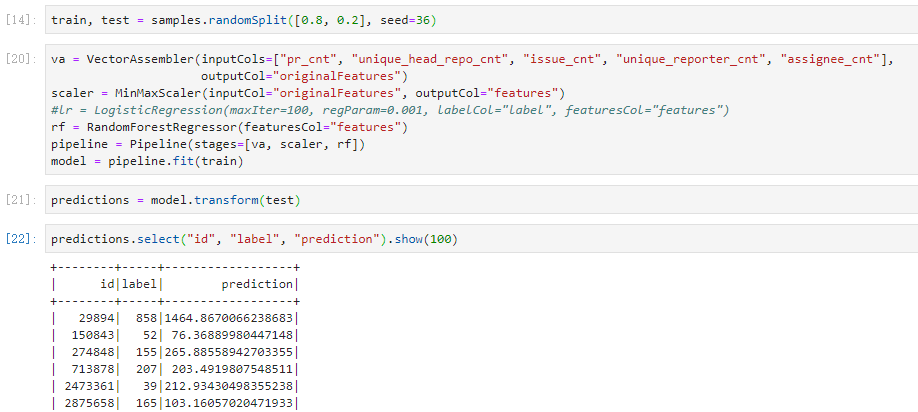 [14]: train, test = samples.randomSplit([0.8, 0.2], seed=36)
[20]: va = VectorAssembler(inputCols=["pr_cnt", "unique_head_repo_cnt", "issue_cnt", "unique_reporter_cnt", "assignee_cnt"],
                     outputCol="originalFeatures")
scaler = MinMaxScaler(inputCol="originalFeatures", outputCol="features")
#lr = LogisticRegression(maxIter=100, regParam=0.001, labelCol="label", featuresCol="features")
rf = RandomForestRegressor(featuresCol="features")
pipeline = Pipeline(stages=[va, scaler, rf])
model = pipeline.fit(train)
[21]: predictions = model.transform(test)
[22]: predictions.select("id", "label", "prediction").show(100)
+--------+-----+------------------+
|      id|label|        prediction|
+--------+-----+------------------+
|   29894|  858|1464.8670066238683|
|  150843|   52| 76.36889980447148|
|  274848|  155|265.88558942703355|
|  713878|  207| 203.4919807548511|
| 2473361|   39|212.93430498355238|
| 2875658|  165|103.16057020471933|